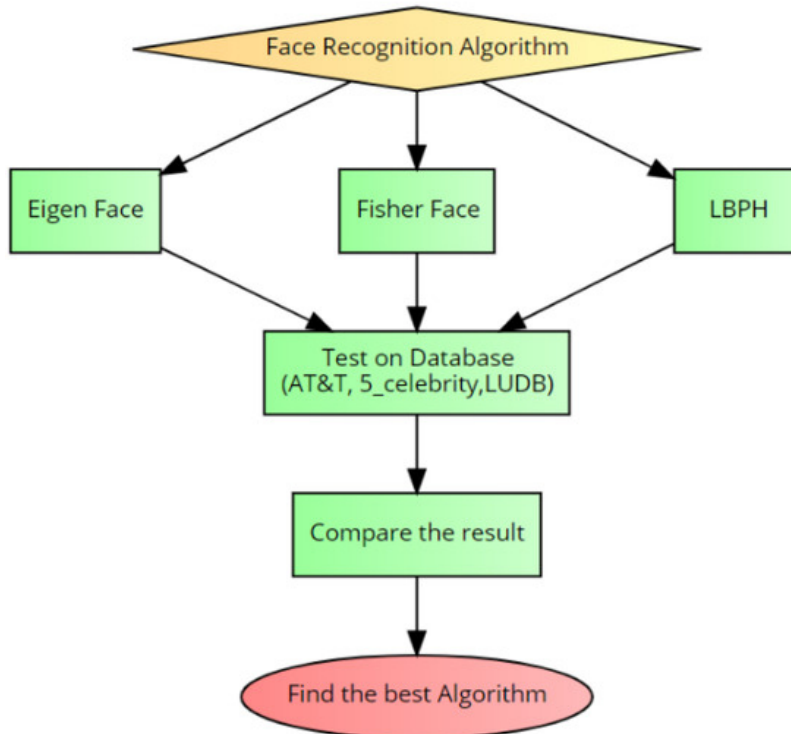 Face Recognition Algorithm
Eigen Face
Fisher Face
LBPH
Test on Database
(AT&T, 5_celebrity,LUDB)
Compare the result
Find the best Algorithm